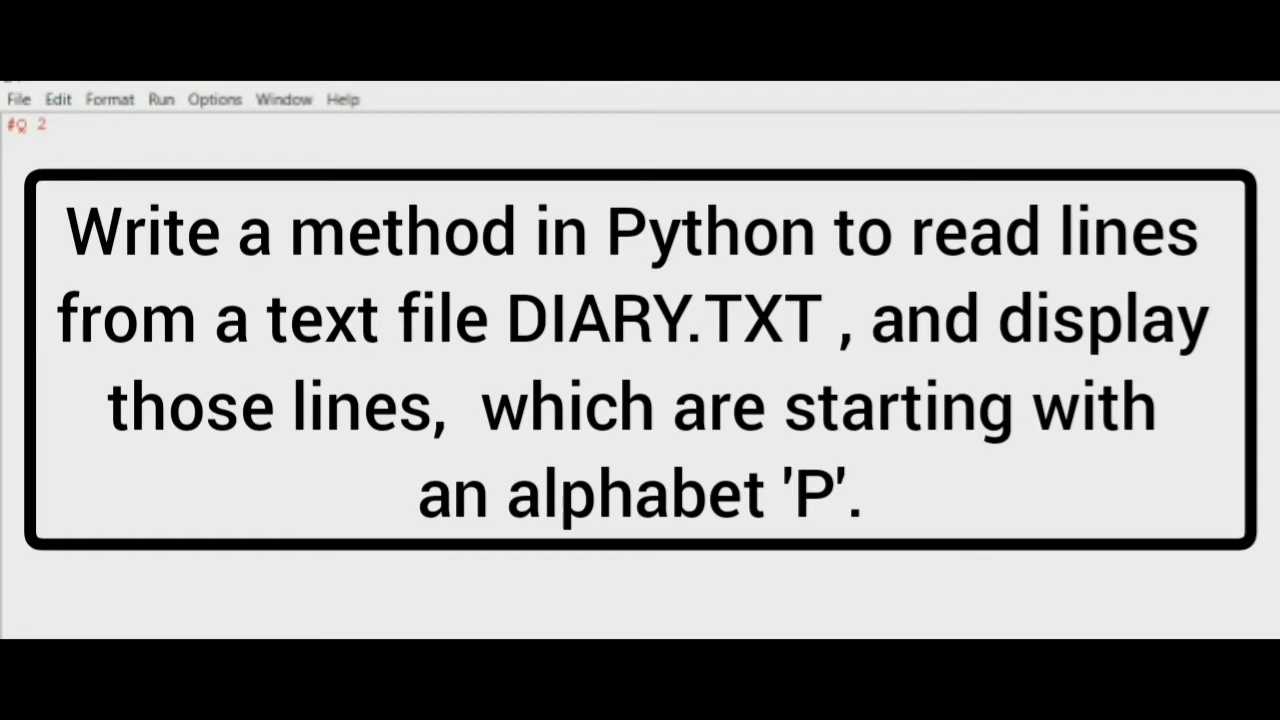 File Edit Format Run Options Window Help
#Q 2
Write a method in Python to read lines
from a text file DIARY.TXT , and display
those lines, which are starting with
an alphabet 'P'.